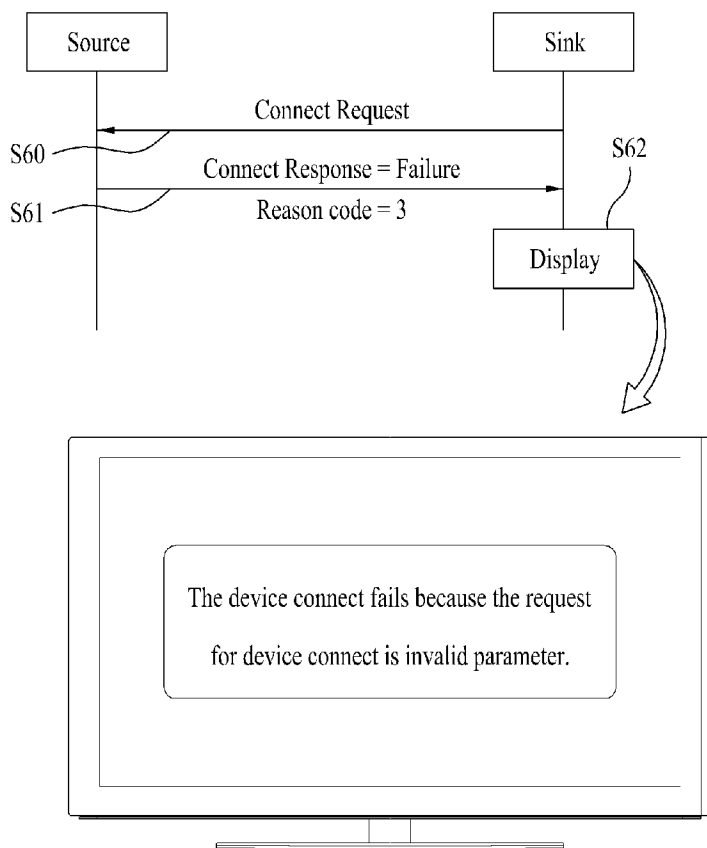 Source
Sink
Connect Request
S60
S62
Connect Response = Failure
S61
Reason code = 3
Display
The device connect fails because the request
for device connect is invalid parameter.